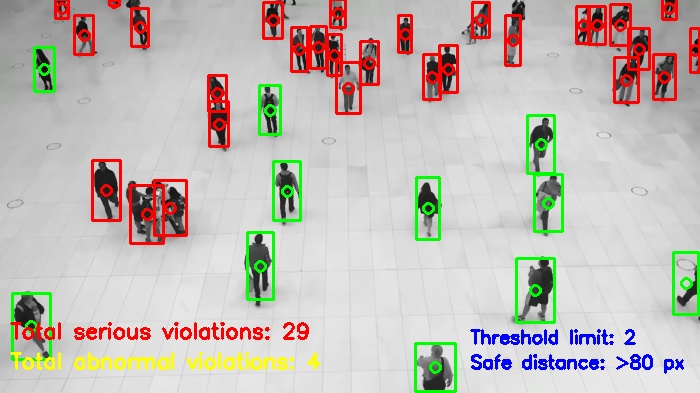 Total serious violations: 29
Threshold limit: 2
Total abnormal violations: 4
Safe distance: >80 px